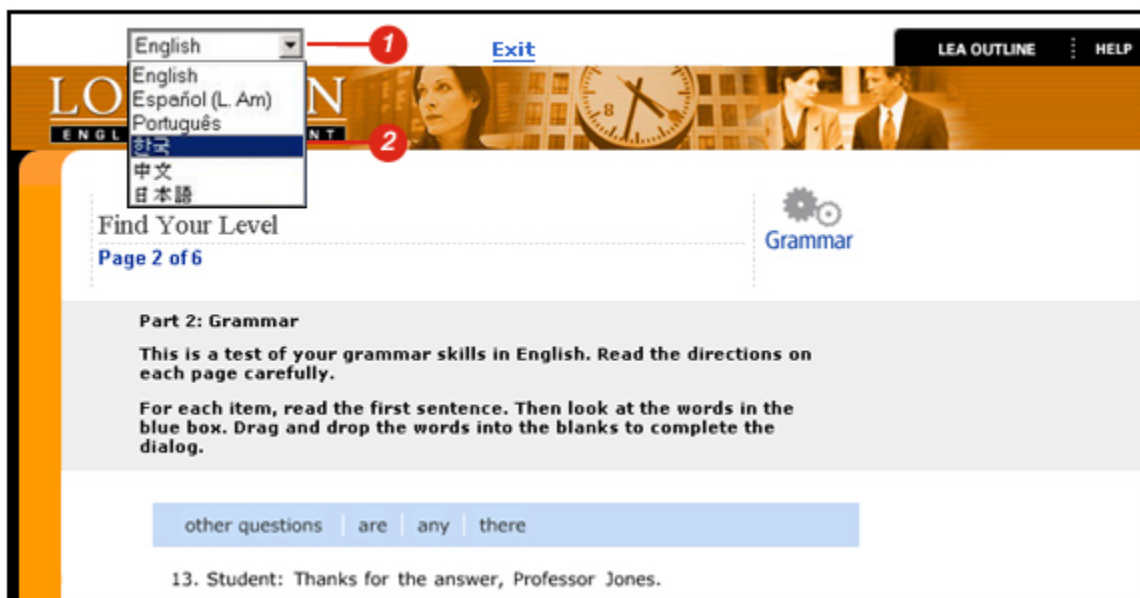 English
1
Exit
LEA OUTLINE
HELP
English
Español (L. Am)
Português
한국
2
中文
日本語
LO N
ENGL NT
Find Your Level
Page 2 of 6
Grammar
Part 2: Grammar
This is a test of your grammar skills in English. Read the directions on
each page carefully.
For each item, read the first sentence. Then look at the words in the
blue box. Drag and drop the words into the blanks to complete the
dialog.
other questions are any there
13. Student: Thanks for the answer, Professor Jones.